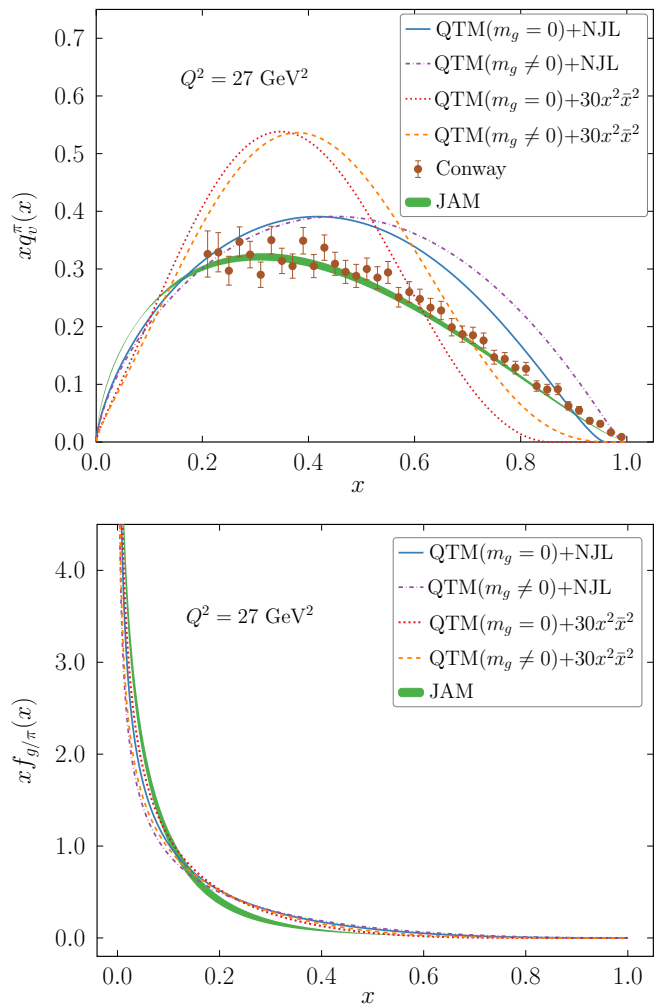 0.7
0.6
0.5
0.4
0.3
0.2
0.1
0.0
xq_v^π(x)
Q² = 27 GeV²
QTM(m_g = 0)+NJL
QTM(m_g ≠ 0)+NJL
QTM(m_g = 0)+30x²x̄²
QTM(m_g ≠ 0)+30x²x̄²
Conway
JAM
0.0 0.2 0.4 0.6 0.8 1.0
x
4.0
3.0
2.0
1.0
0.0
xf_{g/π}(x)
Q² = 27 GeV²
QTM(m_g = 0)+NJL
QTM(m_g ≠ 0)+NJL
QTM(m_g = 0)+30x²x̄²
QTM(m_g ≠ 0)+30x²x̄²
JAM
0.0 0.2 0.4 0.6 0.8 1.0
x